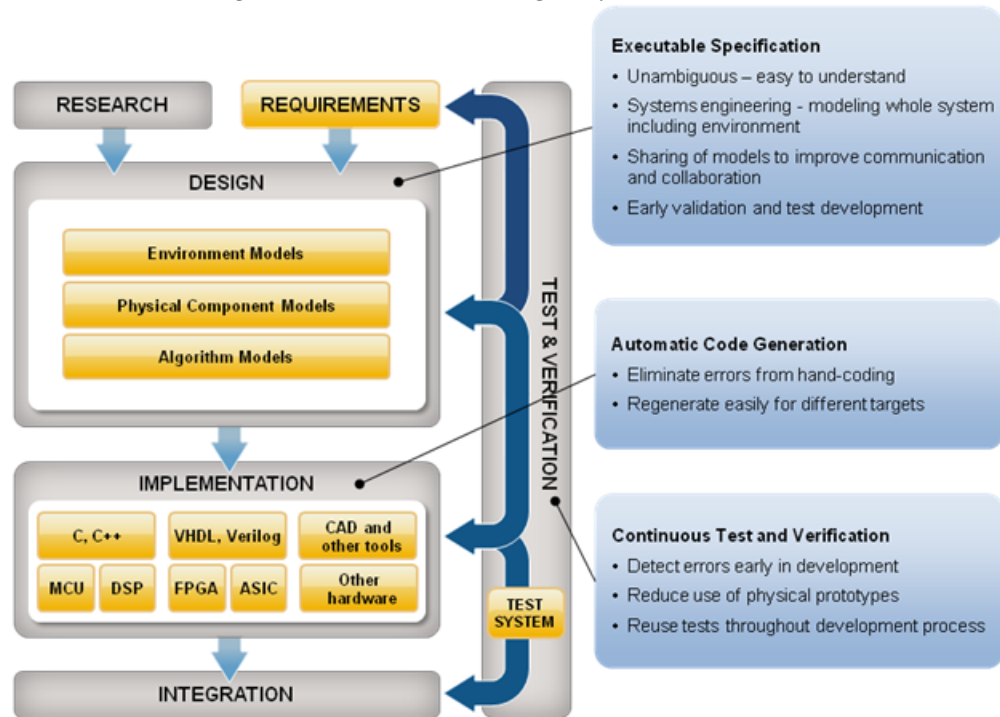 RESEARCH
REQUIREMENTS
DESIGN
Environment Models
Physical Component Models
Algorithm Models
IMPLEMENTATION
C, C++
VHDL, Verilog
CAD and
other tools
MCU
DSP
FPGA
ASIC
Other
hardware
INTEGRATION
TEST & VERIFICATION
TEST
SYSTEM
Executable Specification
• Unambiguous – easy to understand
• Systems engineering - modeling whole system
including environment
• Sharing of models to improve communication
and collaboration
• Early validation and test development
Automatic Code Generation
• Eliminate errors from hand-coding
• Regenerate easily for different targets
Continuous Test and Verification
• Detect errors early in development
• Reduce use of physical prototypes
• Reuse tests throughout development process